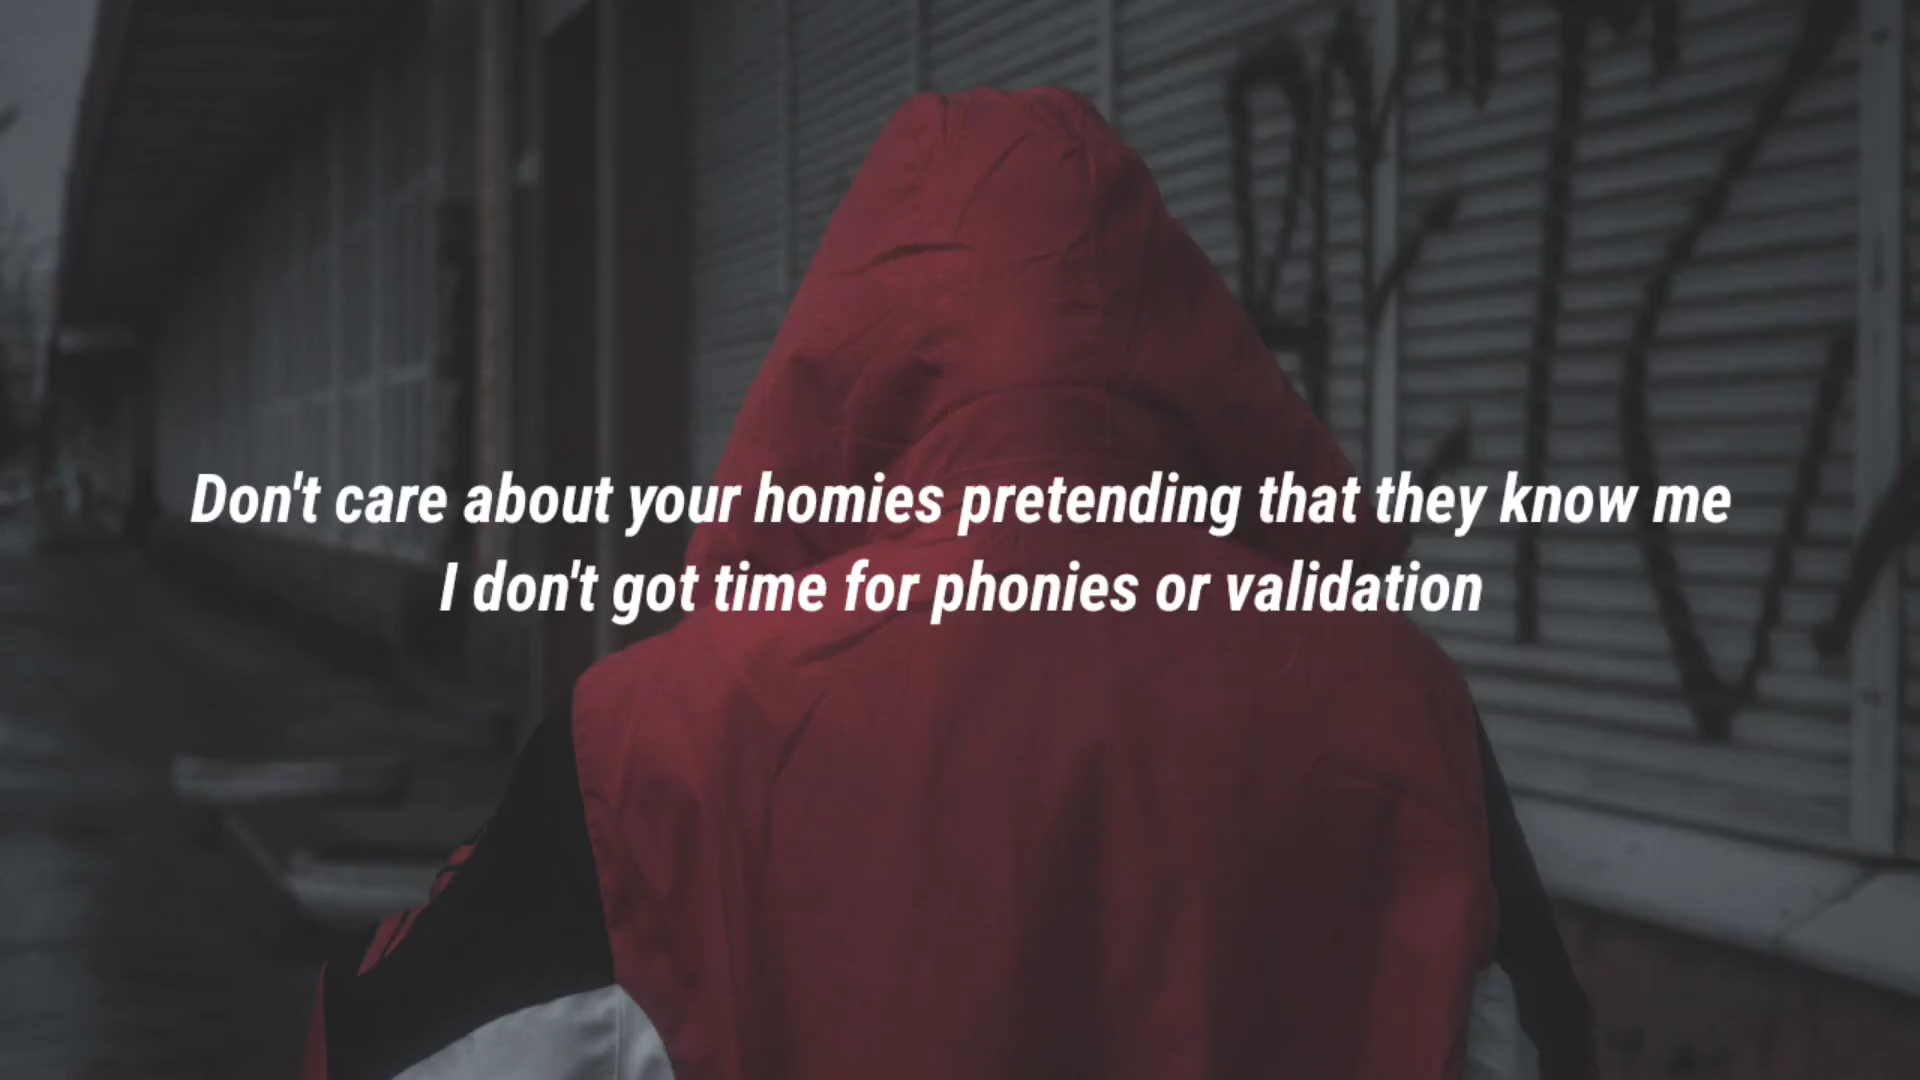 Don't care about your homies pretending that they know me
I don't got time for phonies or validation